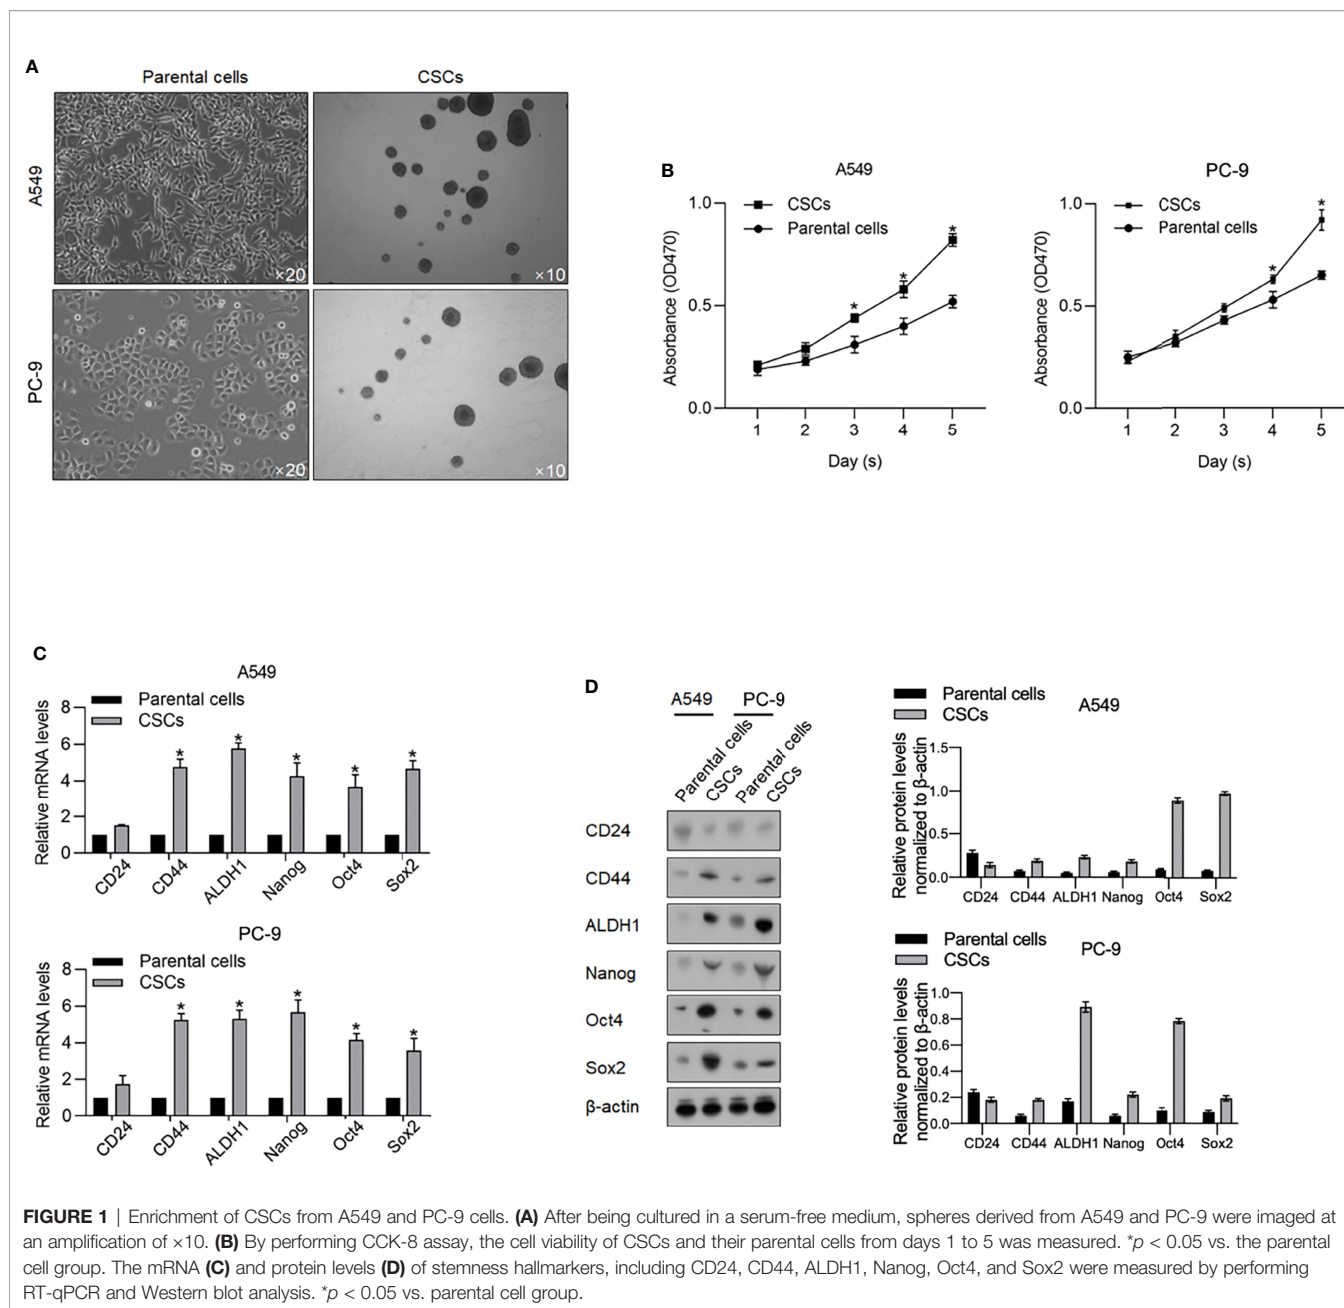 A
Parental cells
CSCs
A549
×20
×10
PC-9
×20
×10
B
A549
CSCs
Parental cells
Absorbance (OD470)
1.0
0.5
0.0
1 2 3 4 5
Day (s)
* * *
PC-9
CSCs
Parental cells
Absorbance (OD470)
1.0
0.5
0.0
1 2 3 4 5
Day (s)
* *
C
A549
Parental cells
CSCs
Relative mRNA levels
8
6
4
2
0
* * * * *
CD24 CD44 ALDH1 Nanog Oct4 Sox2
PC-9
Parental cells
CSCs
Relative mRNA levels
8
6
4
2
0
* * * * *
CD24 CD44 ALDH1 Nanog Oct4 Sox2
D
A549 PC-9
Parental cells
CSCs
Parental cells
CSCs
CD24
CD44
ALDH1
Nanog
Oct4
Sox2
β-actin
Parental cells
CSCs
A549
Relative protein levels
normalized to β-actin
1.5
1.0
0.5
0.0
CD24 CD44 ALDH1 Nanog Oct4 Sox2
Parental cells
CSCs
PC-9
Relative protein levels
normalized to β-actin
1.0
0.8
0.6
0.4
0.2
0.0
CD24 CD44 ALDH1 Nanog Oct4 Sox2
FIGURE 1 | Enrichment of CSCs from A549 and PC-9 cells. (A) After being cultured in a serum-free medium, spheres derived from A549 and PC-9 were imaged at
an amplification of ×10. (B) By performing CCK-8 assay, the cell viability of CSCs and their parental cells from days 1 to 5 was measured. *p < 0.05 vs. the parental
cell group. The mRNA (C) and protein levels (D) of stemness hallmarkers, including CD24, CD44, ALDH1, Nanog, Oct4, and Sox2 were measured by performing
RT-qPCR and Western blot analysis. *p < 0.05 vs. parental cell group.